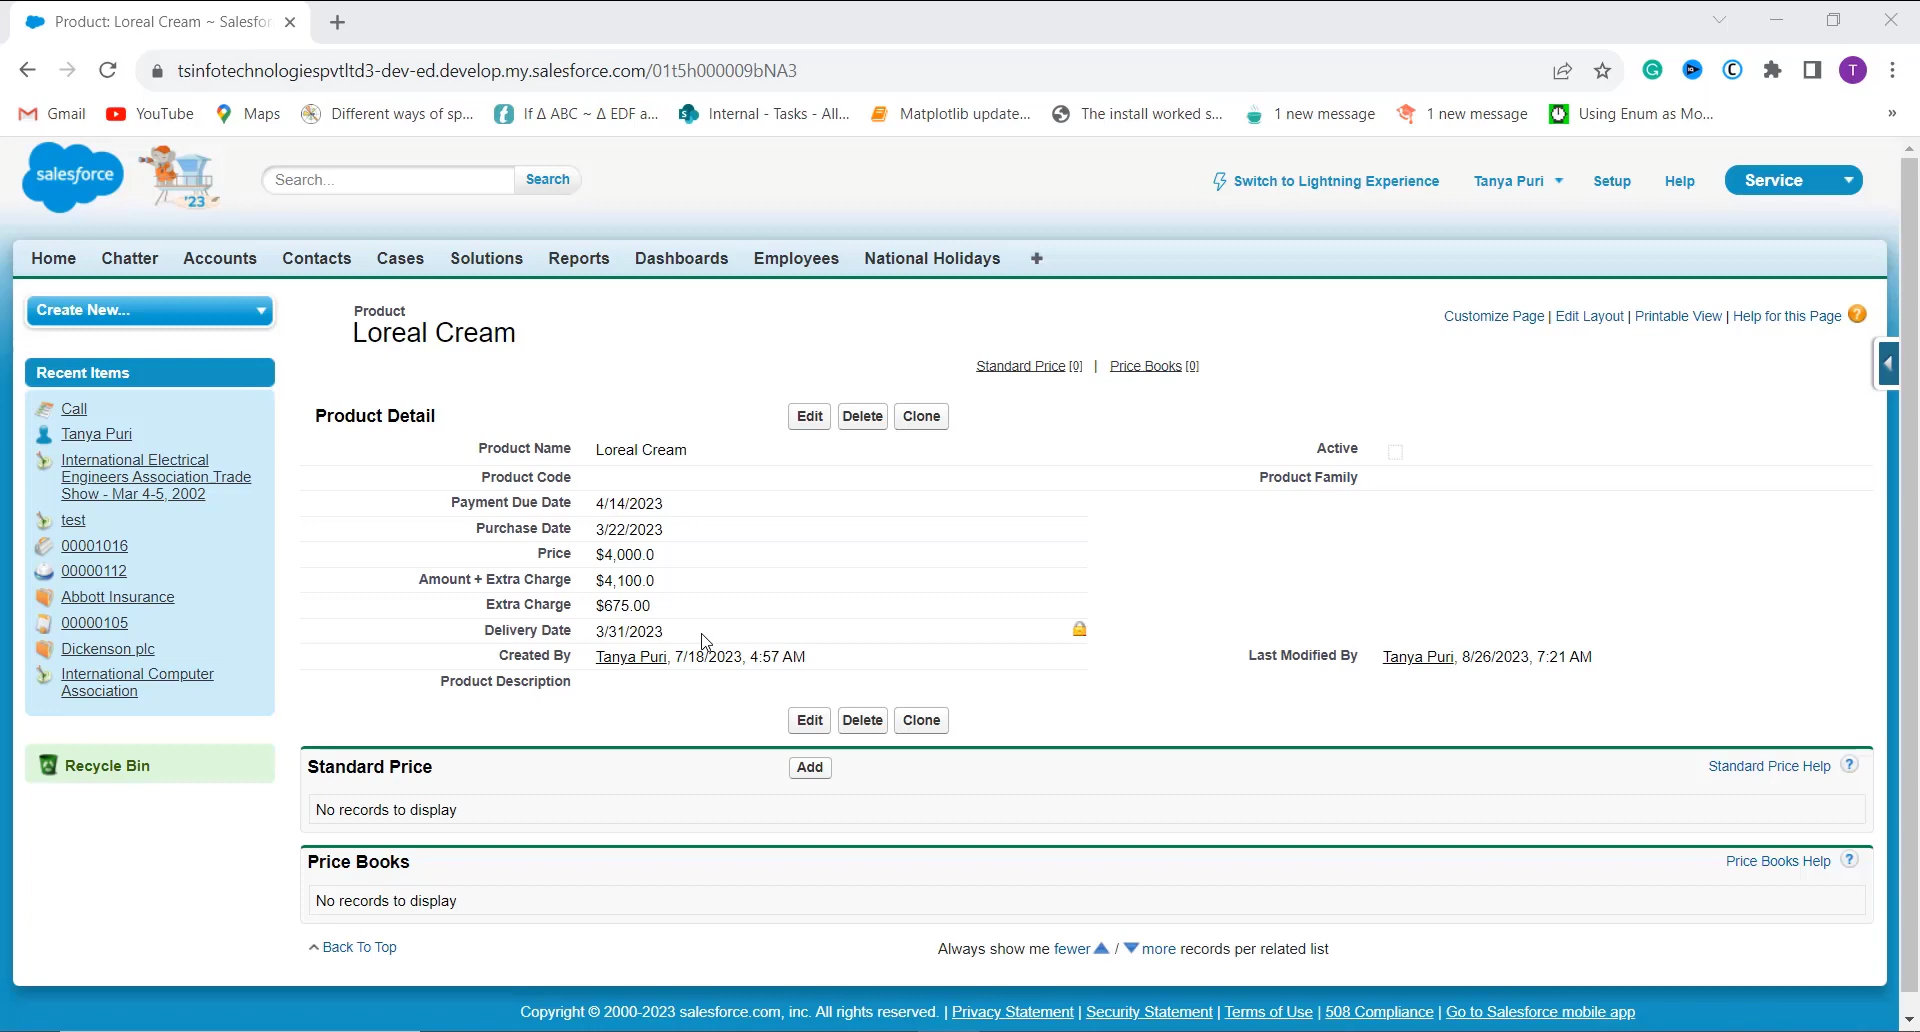 Product: Loreal Cream ~ Salesfor
tsinfotechnologiespvtltd3-dev-ed.develop.my.salesforce.com/01t5h000009bNA3
T
Gmail YouTube Maps Different ways of sp... If Δ ABC ~ Δ EDF a... Internal - Tasks - All... Matplotlib update... The install worked s... 1 new message 1 new message Using Enum as Mo... »
salesforce
'23
Search... Search
Switch to Lightning Experience Tanya Puri Setup Help Service
Home Chatter Accounts Contacts Cases Solutions Reports Dashboards Employees National Holidays +
Create New...
Recent Items
Call
Tanya Puri
International Electrical
Engineers Association Trade
Show - Mar 4-5, 2002
test
00001016
00000112
Abbott Insurance
00000105
Dickenson plc
International Computer
Association
Recycle Bin
Product
Loreal Cream
Customize Page | Edit Layout | Printable View | Help for this Page ?
Standard Price [0] | Price Books [0]
Product Detail Edit Delete Clone
Product Name Loreal Cream Active
Product Code Product Family
Payment Due Date 4/14/2023
Purchase Date 3/22/2023
Price $4,000.0
Amount + Extra Charge $4,100.0
Extra Charge $675.00
Delivery Date 3/31/2023
Created By Tanya Puri, 7/18/2023, 4:57 AM Last Modified By Tanya Puri, 8/26/2023, 7:21 AM
Product Description
Edit Delete Clone
Standard Price Add Standard Price Help ?
No records to display
Price Books Price Books Help ?
No records to display
^ Back To Top Always show me fewer / more records per related list
Copyright © 2000-2023 salesforce.com, inc. All rights reserved. | Privacy Statement | Security Statement | Terms of Use | 508 Compliance | Go to Salesforce mobile app